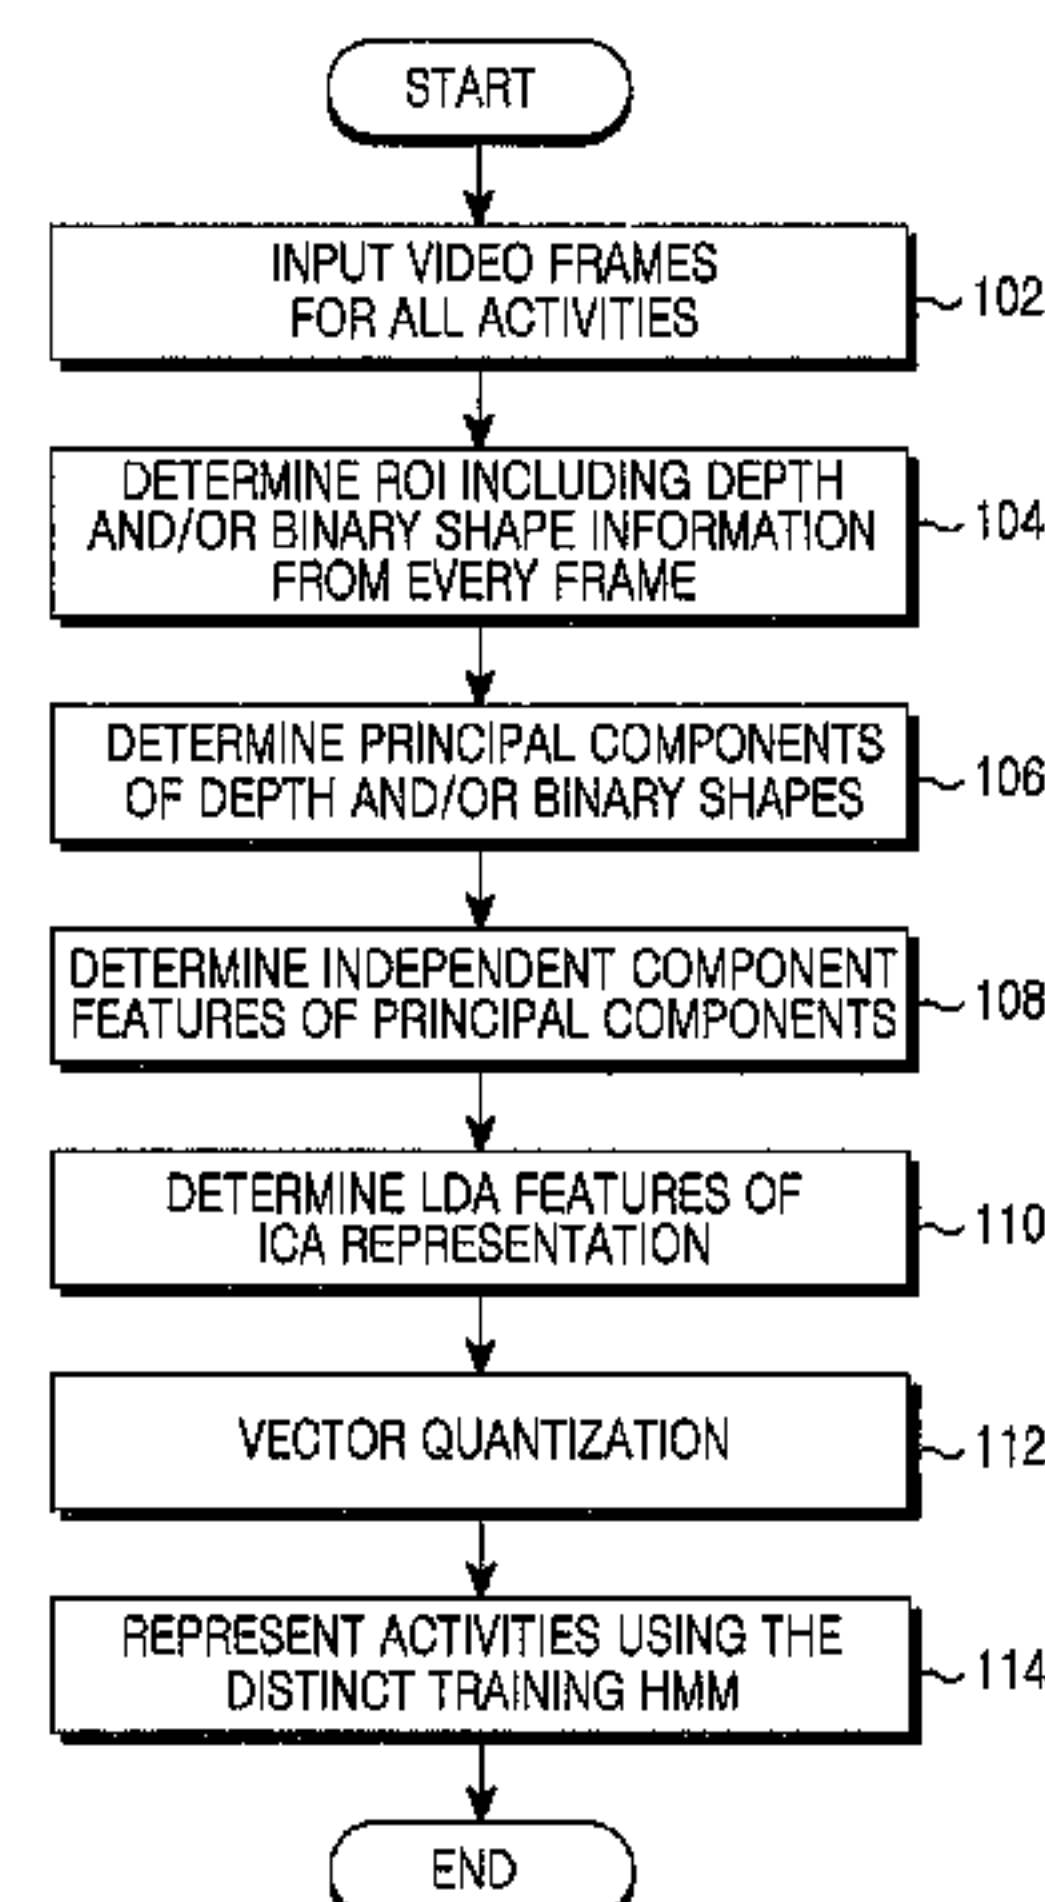 START
INPUT VIDEO FRAMES
FOR ALL ACTIVITIES
102
DETERMINE ROI INCLUDING DEPTH
AND/OR BINARY SHAPE INFORMATION
FROM EVERY FRAME
104
DETERMINE PRINCIPAL COMPONENTS
OF DEPTH AND/OR BINARY SHAPES
106
DETERMINE INDEPENDENT COMPONENT
FEATURES OF PRINCIPAL COMPONENTS
108
DETERMINE LDA FEATURES OF
ICA REPRESENTATION
110
VECTOR QUANTIZATION
112
REPRESENT ACTIVITIES USING THE
DISTINCT TRAINING HMM
114
END